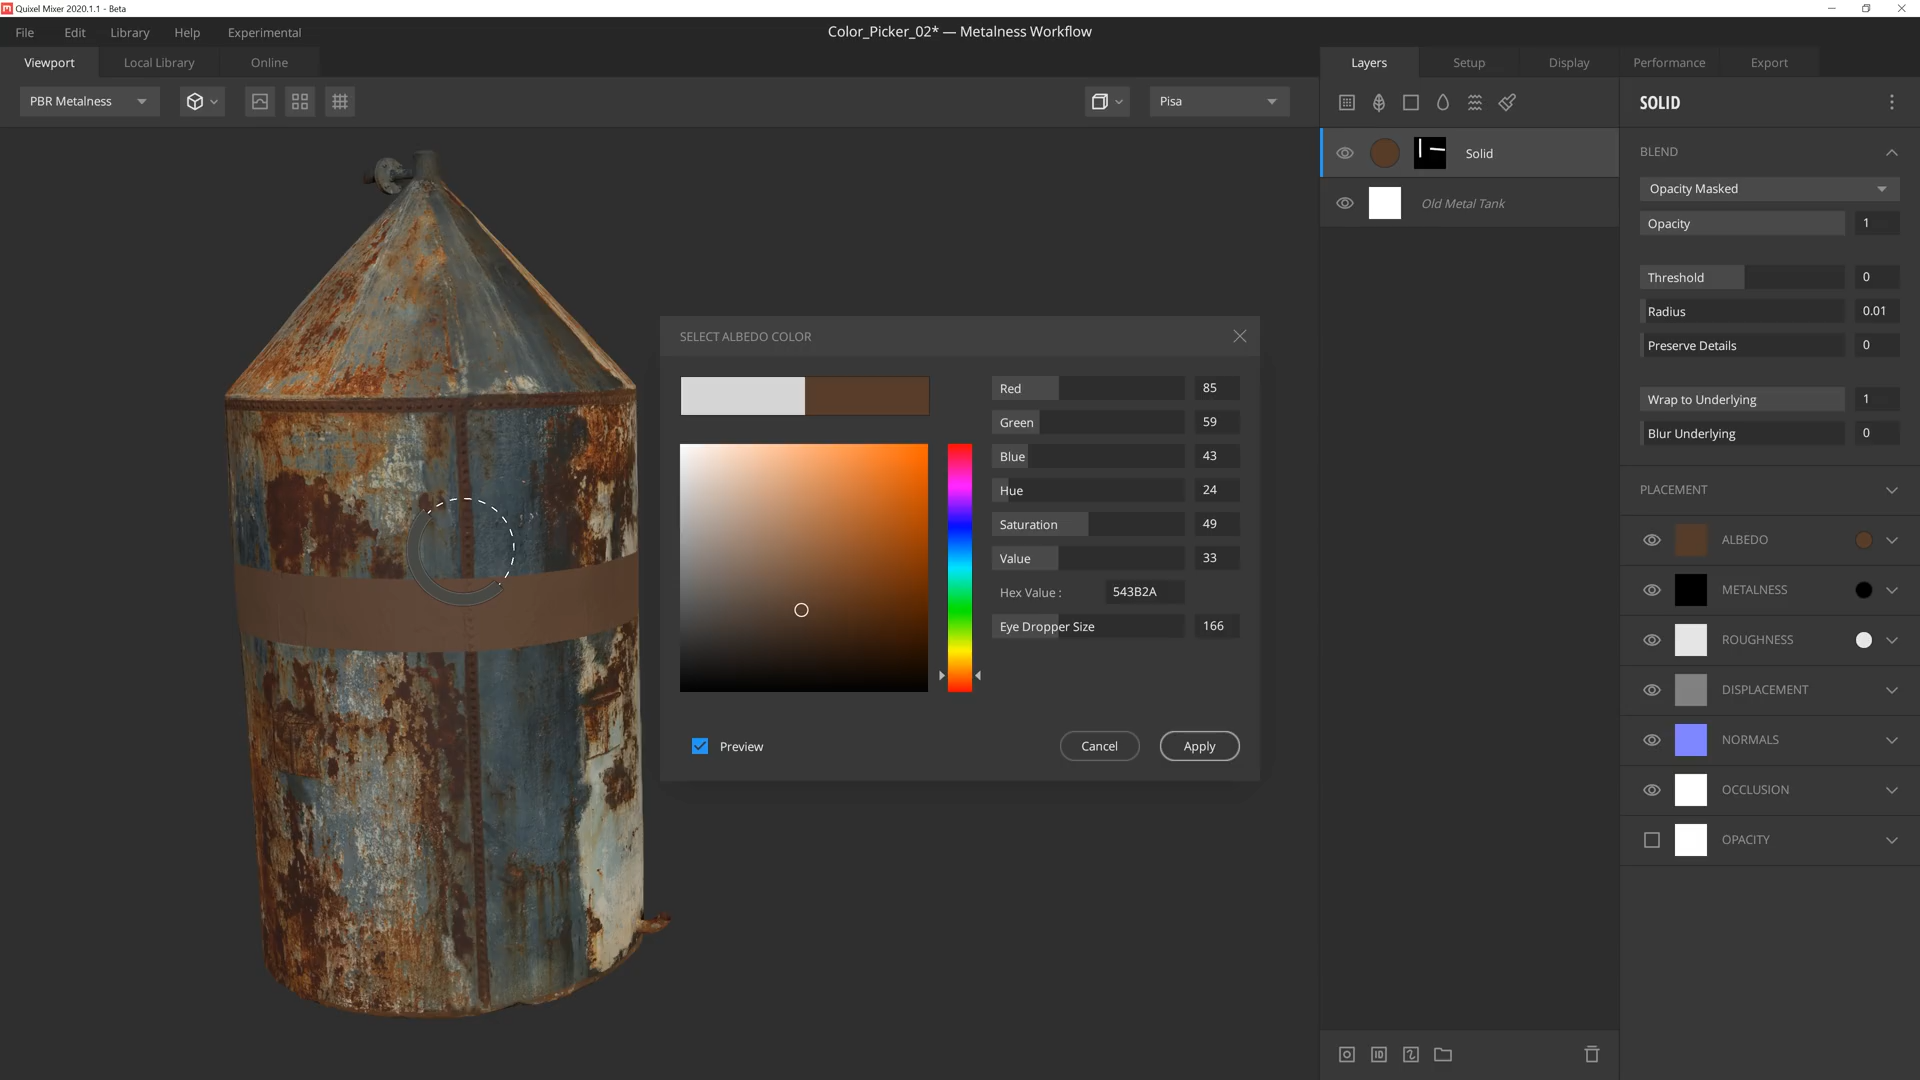 Quixel Mixer 2020.1.1 - Beta
File Edit Library Help Experimental
Color_Picker_02* — Metalness Workflow
Viewport Local Library Online
Layers Setup Display Performance Export
PBR Metalness
Pisa
SOLID
Solid
Old Metal Tank
BLEND
Opacity Masked
Opacity 1
Threshold 0
Radius 0.01
Preserve Details 0
Wrap to Underlying 1
Blur Underlying 0
PLACEMENT
ALBEDO
METALNESS
ROUGHNESS
DISPLACEMENT
NORMALS
OCCLUSION
OPACITY
SELECT ALBEDO COLOR
Red 85
Green 59
Blue 43
Hue 24
Saturation 49
Value 33
Hex Value : 543B2A
Eye Dropper Size 166
Preview
Cancel Apply
ID